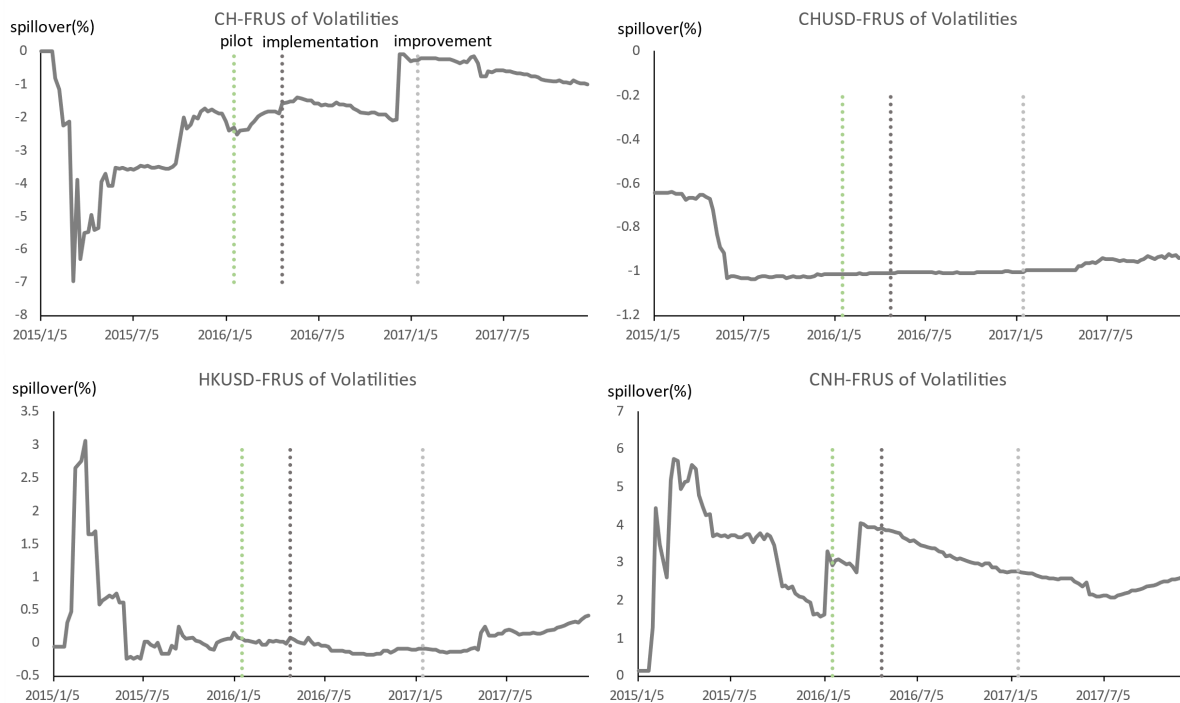 CH-FRUS of Volatilities
spillover(%)
pilot implementation improvement
0
-1
-2
-3
-4
-5
-6
-7
-8
2015/1/5 2015/7/5 2016/1/5 2016/7/5 2017/1/5 2017/7/5
CHUSD-FRUS of Volatilities
spillover(%)
0
-0.2
-0.4
-0.6
-0.8
-1
-1.2
2015/1/5 2015/7/5 2016/1/5 2016/7/5 2017/1/5 2017/7/5
HKUSD-FRUS of Volatilities
spillover(%)
3.5
3
2.5
2
1.5
1
0.5
0
-0.5
2015/1/5 2015/7/5 2016/1/5 2016/7/5 2017/1/5 2017/7/5
CNH-FRUS of Volatilities
spillover(%)
7
6
5
4
3
2
1
0
2015/1/5 2015/7/5 2016/1/5 2016/7/5 2017/1/5 2017/7/5